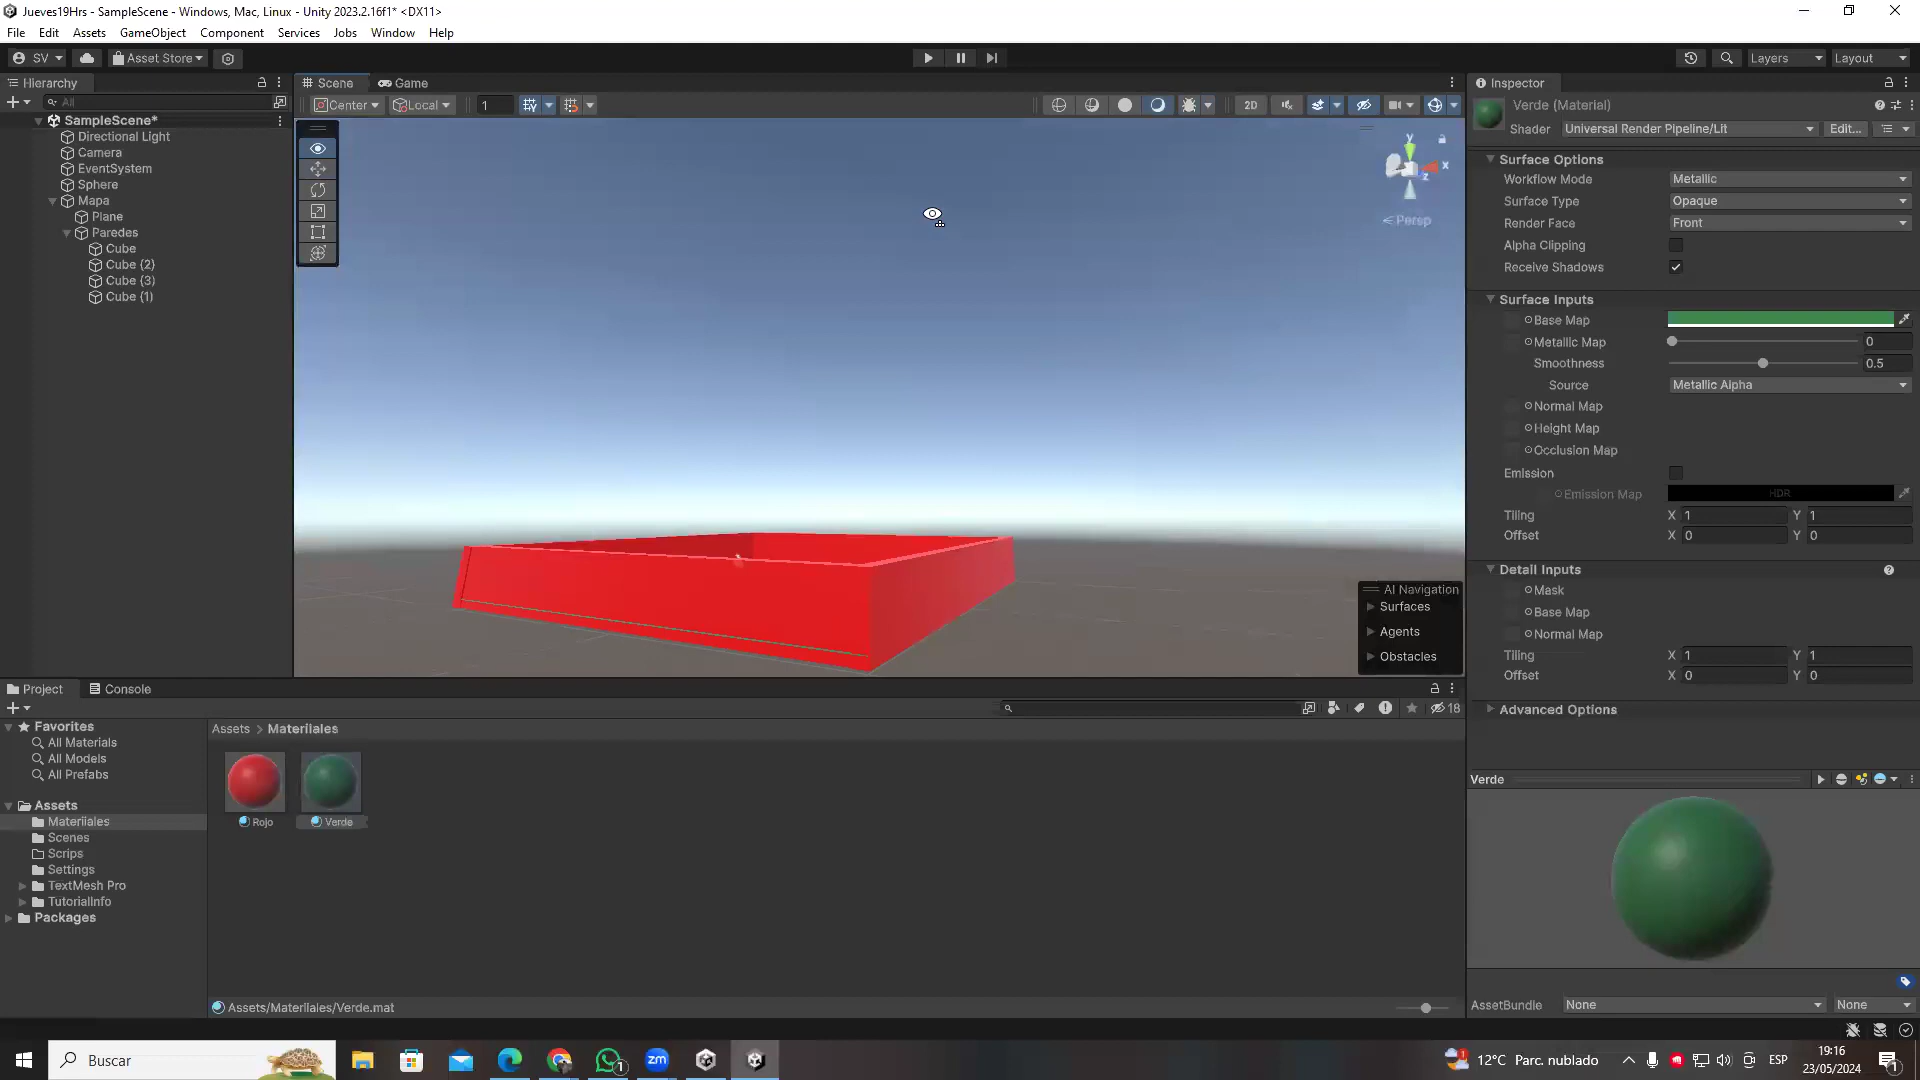 Jueves19Hrs - SampleScene - Windows, Mac, Linux - Unity 2023.2.16f1* <DX11>
File Edit Assets GameObject Component Services Jobs Window Help
SV Asset Store Layers Layout
Hierarchy
All
SampleScene*
Directional Light
Camera
EventSystem
Sphere
Mapa
Plane
Paredes
Cube
Cube (2)
Cube (3)
Cube (1)
Scene Game
Center Local 1 2D
y
x
z
Persp
AI Navigation
Surfaces
Agents
Obstacles
Inspector
Verde (Material)
Shader Universal Render Pipeline/Lit Edit...
Surface Options
Workflow Mode Metallic
Surface Type Opaque
Render Face Front
Alpha Clipping
Receive Shadows
Surface Inputs
Base Map
Metallic Map 0
Smoothness 0.5
Source Metallic Alpha
Normal Map
Height Map
Occlusion Map
Emission
Emission Map HDR
Tiling X 1 Y 1
Offset X 0 Y 0
Detail Inputs
Mask
Base Map
Normal Map
Tiling X 1 Y 1
Offset X 0 Y 0
Advanced Options
Verde
AssetBundle None None
Project Console
18
Favorites
All Materials
All Models
All Prefabs
Assets
Materiiales
Scenes
Scrips
Settings
TextMesh Pro
TutorialInfo
Packages
Assets > Materiiales
Rojo Verde
Assets/Materiiales/Verde.mat
Buscar
zm
1
12°C Parc. nublado
ESP
19:16
23/05/2024
1